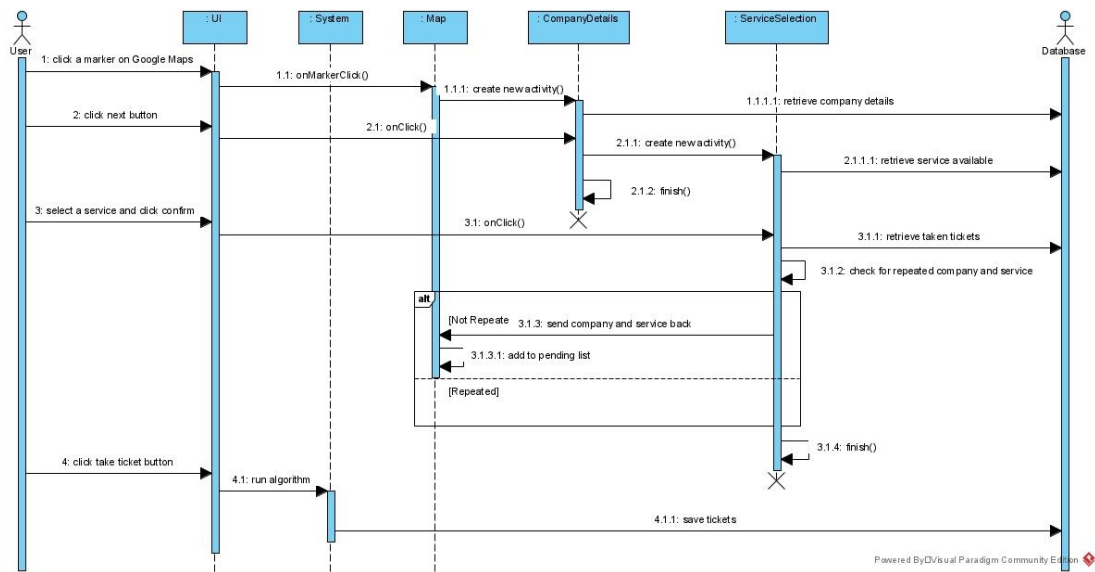 : UI
: System
: Map
: CompanyDetails
: ServiceSelection
User
Database
1: click a marker on Google Maps
1.1: onMarkerClick()
1.1.1: create new activity()
1.1.1.1: retrieve company details
2: click next button
2.1: onClick()
2.1.1: create new activity()
2.1.1.1: retrieve service available
2.1.2: finish()
3: select a service and click confirm
3.1: onClick()
3.1.1: retrieve taken tickets
3.1.2: check for repeated company and service
alt
[Not Repeate
3.1.3: send company and service back
3.1.3.1: add to pending list
[Repeated]
3.1.4: finish()
4: click take ticket button
4.1: run algorithm
4.1.1: save tickets
Powered By Visual Paradigm Community Edition